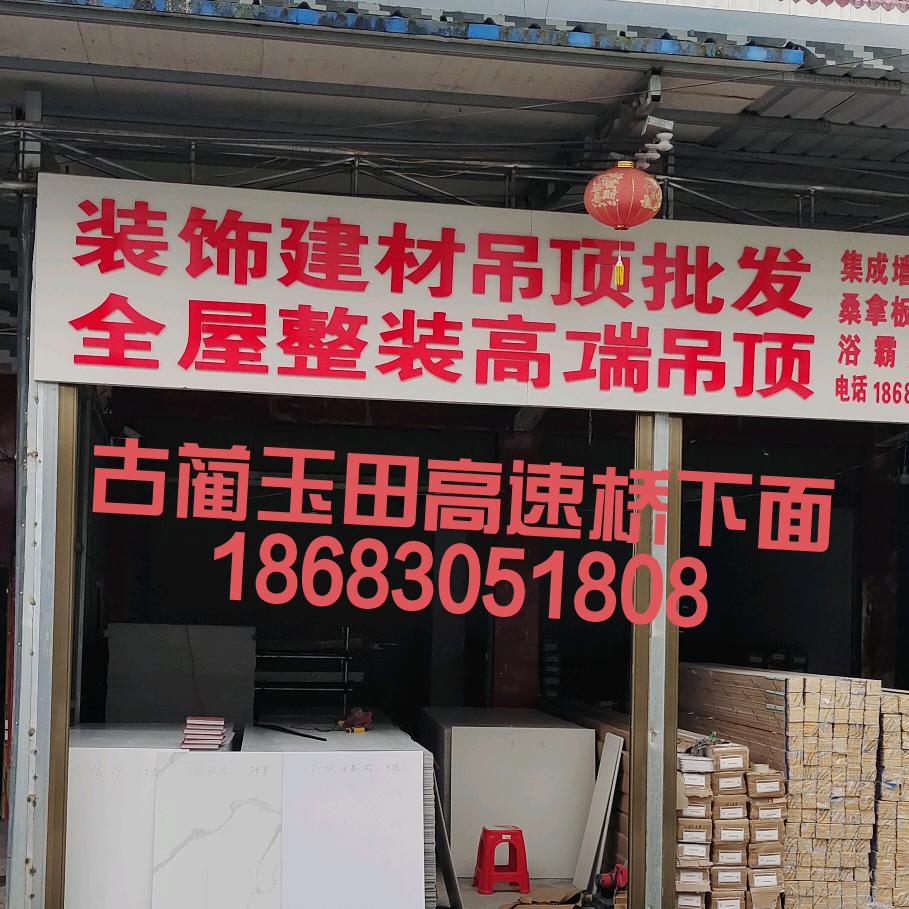 装饰建材吊顶批发
全屋整装高端吊顶
集成墙
桑拿板
浴霸
电话 1868
古蔺玉田高速桥下面
18683051808